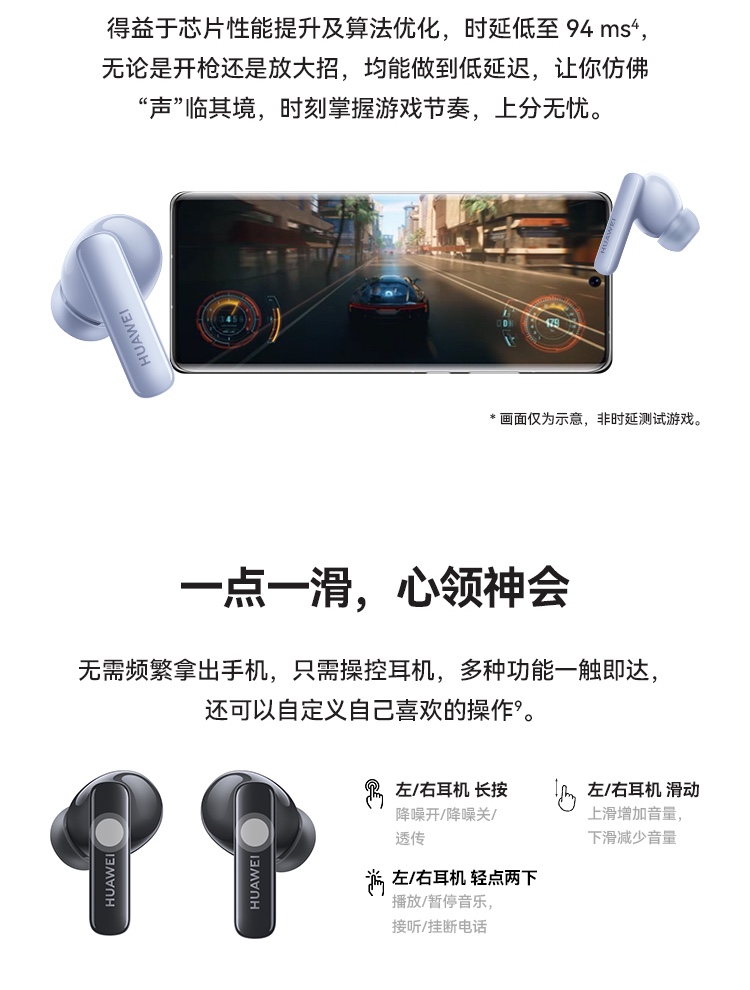 得益于芯片性能提升及算法优化，时延低至 94 ms⁴，
无论是开枪还是放大招，均能做到低延迟，让你仿佛
“声”临其境，时刻掌握游戏节奏，上分无忧。
HUAWEI
HUAWEI
179
* 画面仅为示意，非时延测试游戏。
一点一滑，心领神会
无需频繁拿出手机，只需操控耳机，多种功能一触即达，
还可以自定义自己喜欢的操作⁹。
HUAWEI
HUAWEI
左/右耳机 长按
降噪开/降噪关/
透传
左/右耳机 滑动
上滑增加音量，
下滑减少音量
左/右耳机 轻点两下
播放/暂停音乐，
接听/挂断电话